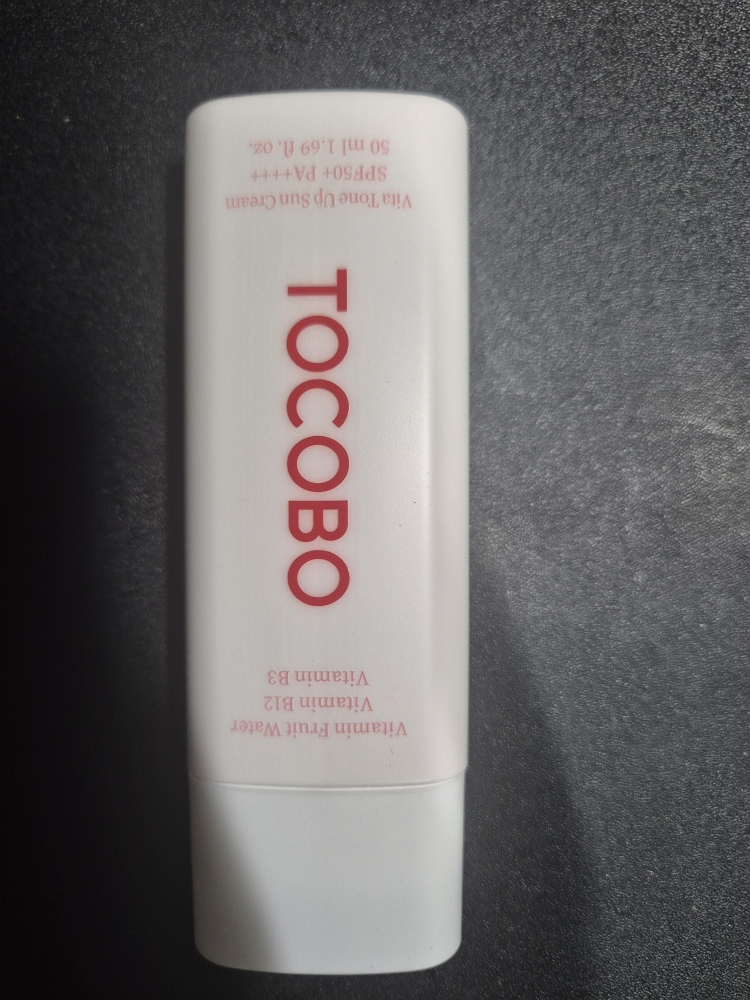 Vitamin Fruit Water
Vitamin B12
Vitamin B3
TOCOBO
Vita Tone Up Sun Cream
SPF50+ PA++++
50 ml 1.69 fl. oz.